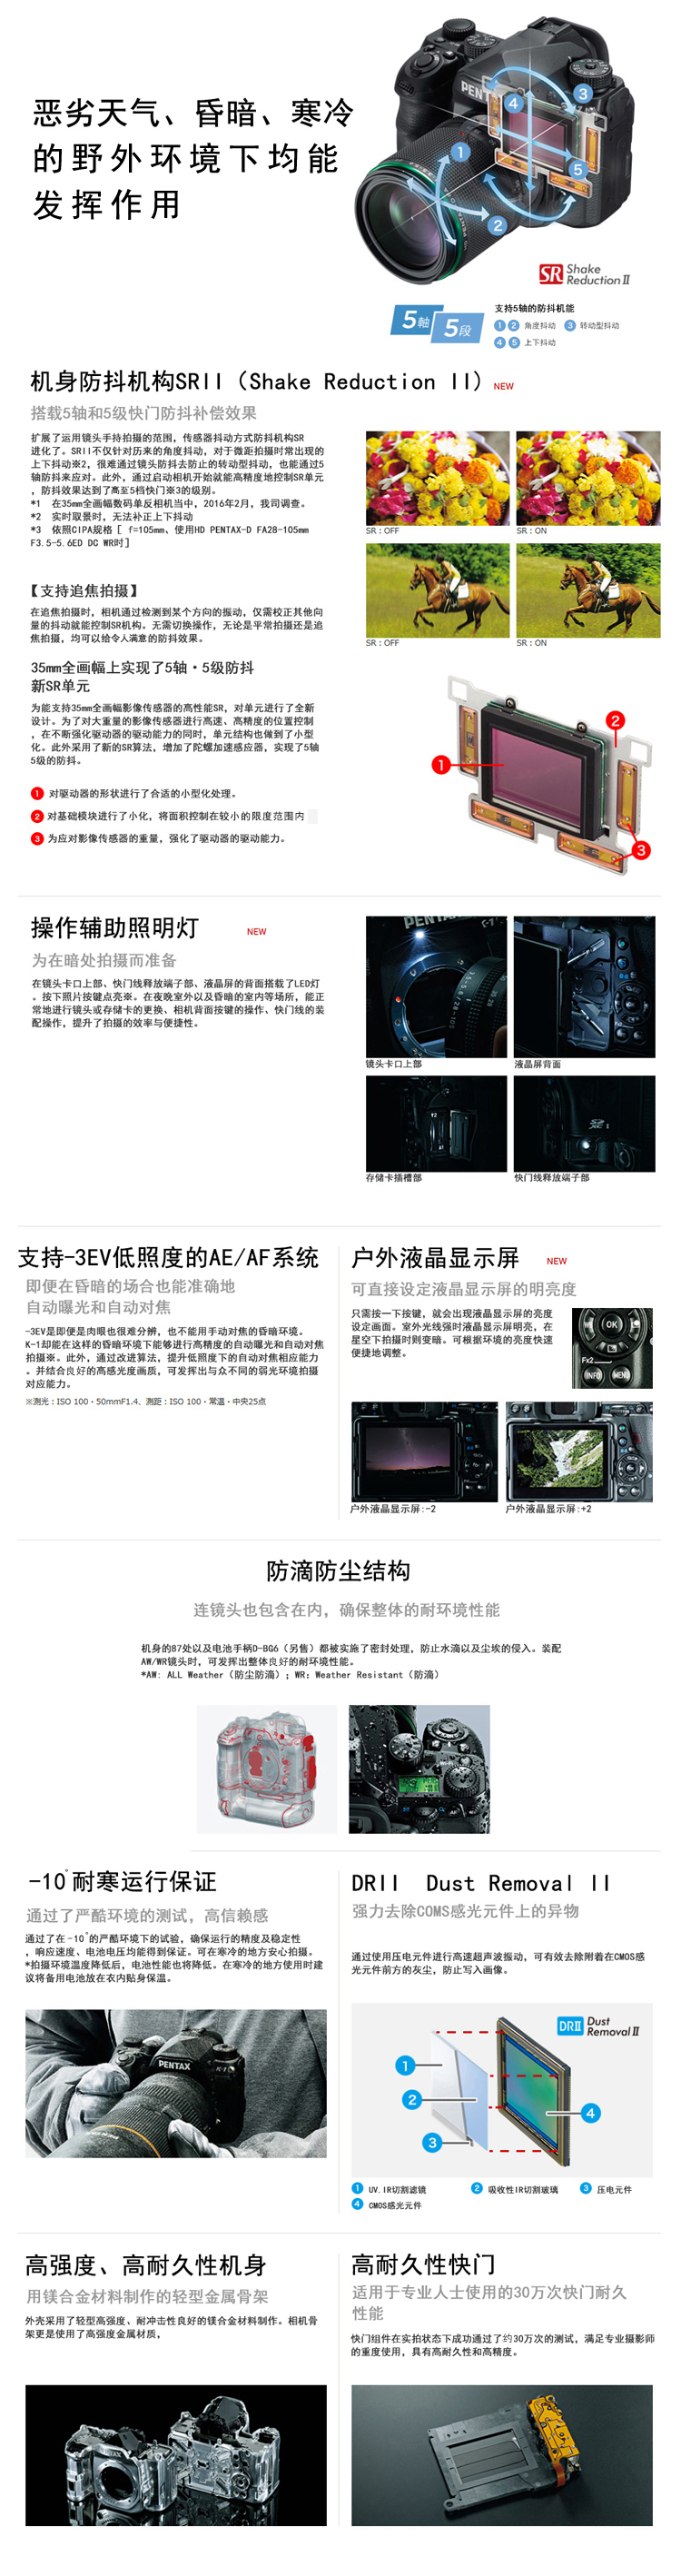 恶劣天气、昏暗、寒冷
的野外环境下均能
发挥作用
PEN
1
2
3
4
5
SR Shake
Reduction II
5軸 5段
支持5轴的防抖机能
1 2 角度抖动 3 转动型抖动
4 5 上下抖动
机身防抖机构SRII（Shake Reduction II） NEW
搭载5轴和5级快门防抖补偿效果
扩展了运用镜头手持拍摄的范围，传感器抖动方式防抖机构SR
进化了。SRII不仅针对历来的角度抖动，对于微距拍摄时常出现的
上下抖动※2，很难通过镜头防抖去防止的转动型抖动，也能通过5
轴防抖来应对。此外，通过启动相机开始就能高精度地控制SR单元
，防抖效果达到了高至5档快门※3的级别。
*1 在35mm全画幅数码单反相机当中，2016年2月，我司调查。
*2 实时取景时，无法补正上下抖动
*3 依照CIPA规格［ f=105mm、使用HD PENTAX-D FA28-105mm
F3.5-5.6ED DC WR时］
SR：OFF
SR：ON
SR：OFF
SR：ON
【支持追焦拍摄】
在追焦拍摄时，相机通过检测到某个方向的振动，仅需校正其他向
量的抖动就能控制SR机构。无需切换操作，无论是平常拍摄还是追
焦拍摄，均可以给令人满意的防抖效果。
35mm全画幅上实现了5轴・5级防抖
新SR单元
为能支持35mm全画幅影像传感器的高性能SR，对单元进行了全新
设计。为了对大重量的影像传感器进行高速、高精度的位置控制
，在不断强化驱动器的驱动能力的同时，单元结构也做到了小型
化。此外采用了新的SR算法，增加了陀螺加速感应器，实现了5轴
5级的防抖。
1 对驱动器的形状进行了合适的小型化处理。
2 对基础模块进行了小化，将面积控制在较小的限度范围内
3 为应对影像传感器的重量，强化了驱动器的驱动能力。
1
2
3
操作辅助照明灯 NEW
为在暗处拍摄而准备
在镜头卡口上部、快门线释放端子部、液晶屏的背面搭载了LED灯
。按下照片按键点亮※。在夜晚室外以及昏暗的室内等场所，能正
常地进行镜头或存储卡的更换、相机背面按键的操作、快门线的装
配操作，提升了拍摄的效率与便捷性。
PENTAX
镜头卡口上部
液晶屏背面
存储卡插槽部
快门线释放端子部
支持-3EV低照度的AE/AF系统
即便在昏暗的场合也能准确地
自动曝光和自动对焦
-3EV是即便是肉眼也很难分辨，也不能用手动对焦的昏暗环境。
K-1却能在这样的昏暗环境下能够进行高精度的自动曝光和自动对焦
拍摄※。此外，通过改进算法，提升低照度下的自动对焦相应能力
。并结合良好的高感光度画质，可发挥出与众不同的弱光环境拍摄
对应能力。
※測光：ISO 100・50mmF1.4、測距：ISO 100・常温・中央25点
户外液晶显示屏 NEW
可直接设定液晶显示屏的明亮度
只需按一下按键，就会出现液晶显示屏的亮度
设定画面。室外光线强时液晶显示屏明亮，在
星空下拍摄时则变暗。可根据环境的亮度快速
便捷地调整。
OK
Fx2
INFO MENU
户外液晶显示屏:-2
户外液晶显示屏:+2
防滴防尘结构
连镜头也包含在内，确保整体的耐环境性能
机身的87处以及电池手柄D-BG6（另售）都被实施了密封处理，防止水滴以及尘埃的侵入。装配
AW/WR镜头时，可发挥出整体良好的耐环境性能。
*AW: ALL Weather（防尘防滴）；WR：Weather Resistant（防滴）
-10°耐寒运行保证
通过了严酷环境的测试，高信赖感
通过了在-10°的严酷环境下的试验，确保运行的精度及稳定性
，响应速度、电池电压均能得到保证。可在寒冷的地方安心拍摄。
*拍摄环境温度降低后，电池性能也将降低。在寒冷的地方使用时建
议将备用电池放在衣内贴身保温。
PENTAX
K-1
DRII Dust Removal II
强力去除COMS感光元件上的异物
通过使用压电元件进行高速超声波振动，可有效去除附着在CMOS感
光元件前方的灰尘，防止写入画像。
DRII Dust
Removal II
1
2
3
4
1 UV.IR切割滤镜 2 吸收性IR切割玻璃 3 压电元件
4 CMOS感光元件
高强度、高耐久性机身
用镁合金材料制作的轻型金属骨架
外壳采用了轻型高强度、耐冲击性良好的镁合金材料制作。相机骨
架更是使用了高强度金属材质，
高耐久性快门
适用于专业人士使用的30万次快门耐久
性能
快门组件在实拍状态下成功通过了约30万次的测试，满足专业摄影师
的重度使用，具有高耐久性和高精度。